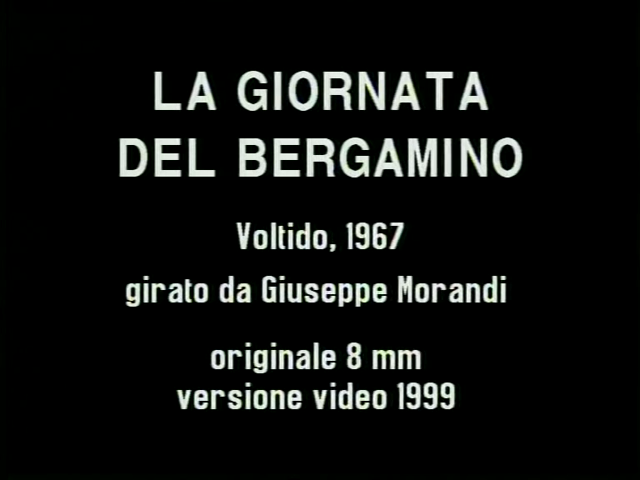 LA GIORNATA
DEL BERGAMINO
Voltido, 1967
girato da Giuseppe Morandi
originale 8 mm
versione video 1999